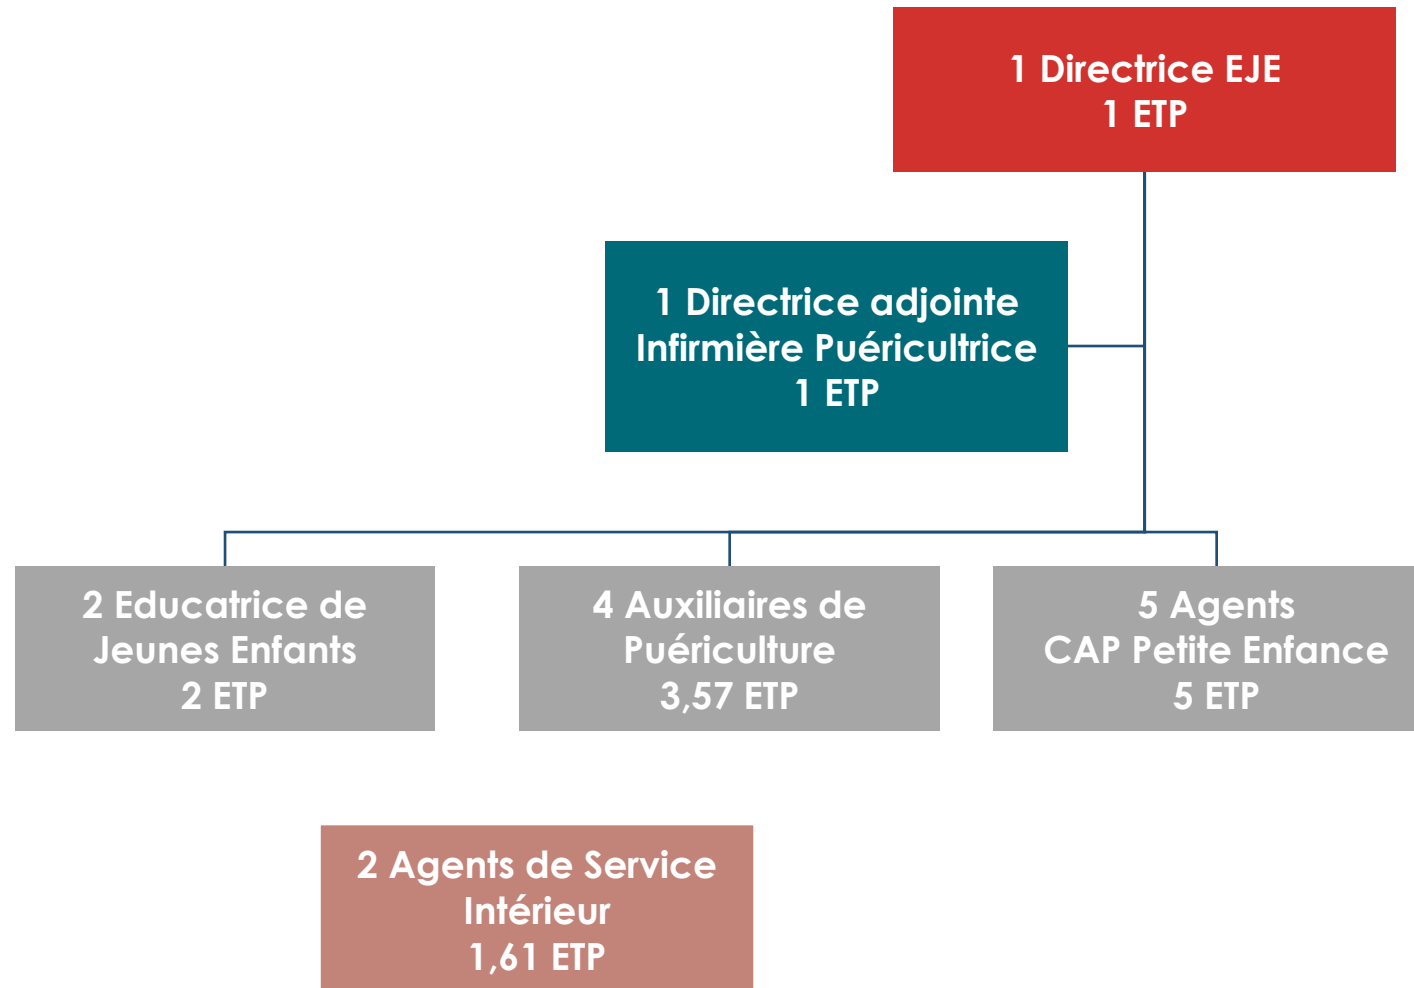 1 Directrice EJE
1 ETP
1 Directrice adjointe
Infirmière Puéricultrice
1 ETP
2 Educatrice de
Jeunes Enfants
2 ETP
4 Auxiliaires de
Puériculture
3,57 ETP
5 Agents
CAP Petite Enfance
5 ETP
2 Agents de Service
Intérieur
1,61 ETP